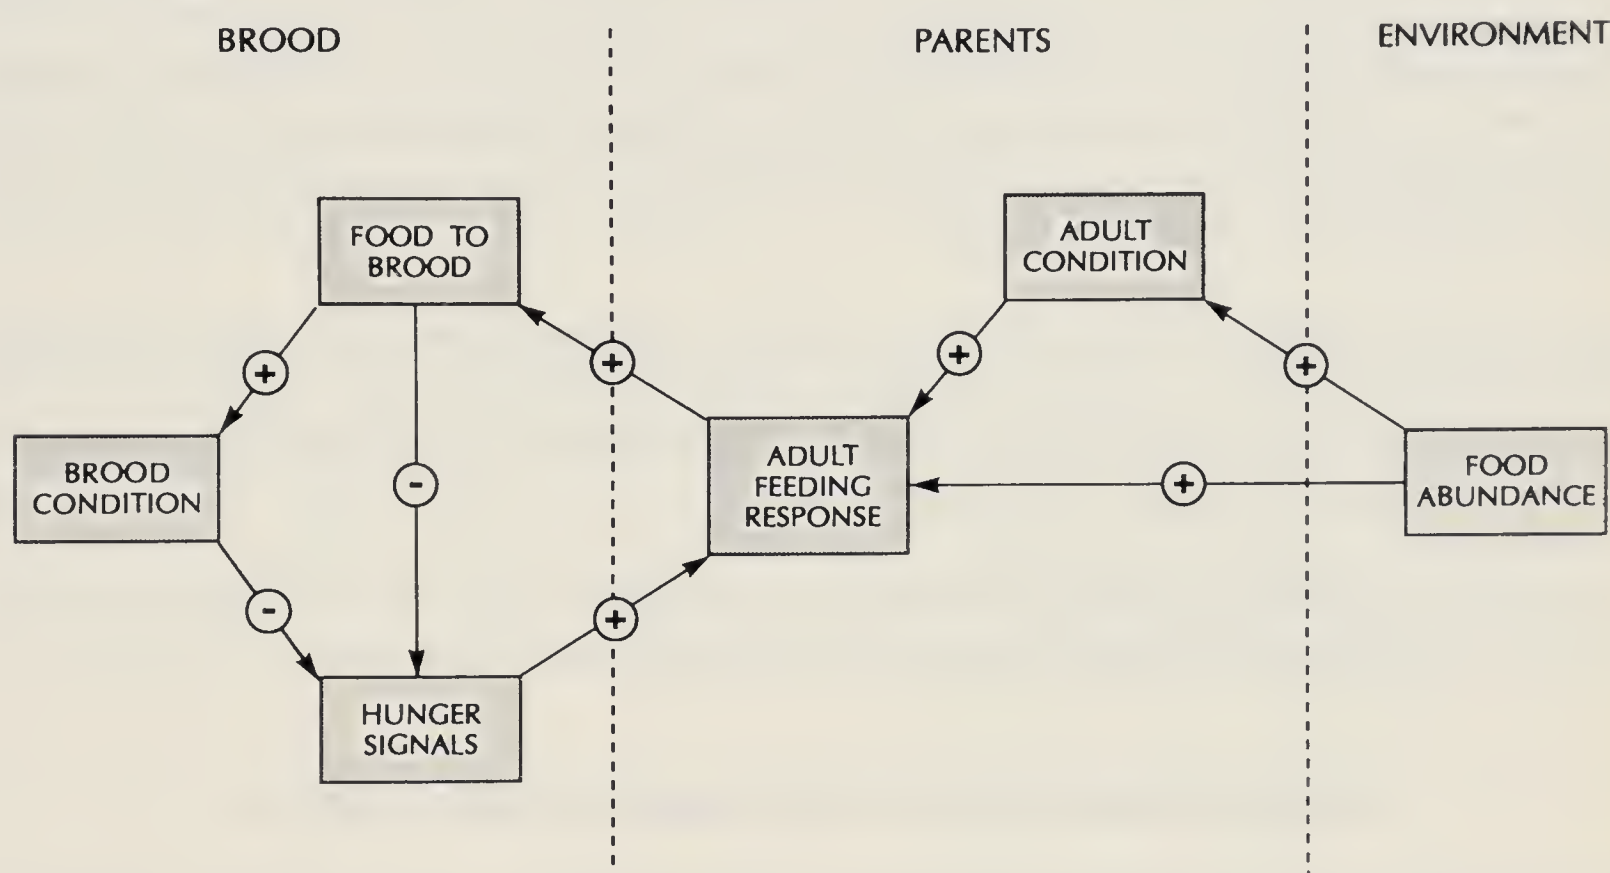 BROOD
PARENTS
ENVIRONMENT
FOOD TO
BROOD
ADULT
CONDITION
+
+
+
+
BROOD
CONDITION
-
ADULT
FEEDING
RESPONSE
+
FOOD
ABUNDANCE
-
+
HUNGER
SIGNALS